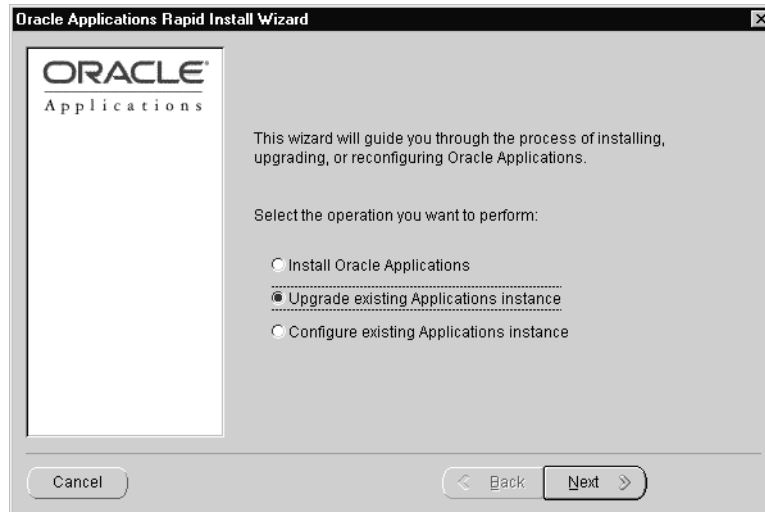 Oracle Applications Rapid Install Wizard
ORACLE
Applications
This wizard will guide you through the process of installing,
upgrading, or reconfiguring Oracle Applications.
Select the operation you want to perform:
Install Oracle Applications
Upgrade existing Applications instance
Configure existing Applications instance
Cancel
Back
Next